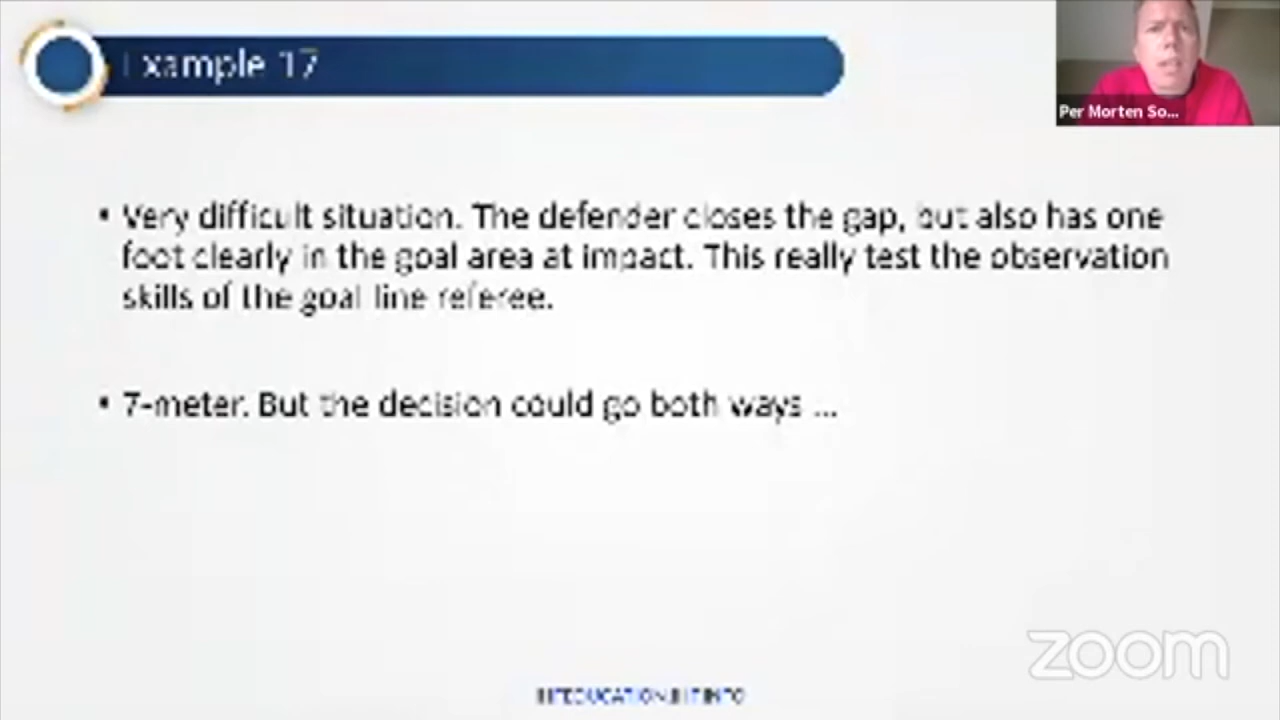 Example 17
Per Morten So...
▪ Very difficult situation. The defender closes the gap, but also has one
foot clearly in the goal area at impact. This really test the observation
skills of the goal line referee.
▪ 7-meter. But the decision could go both ways ...
zoom